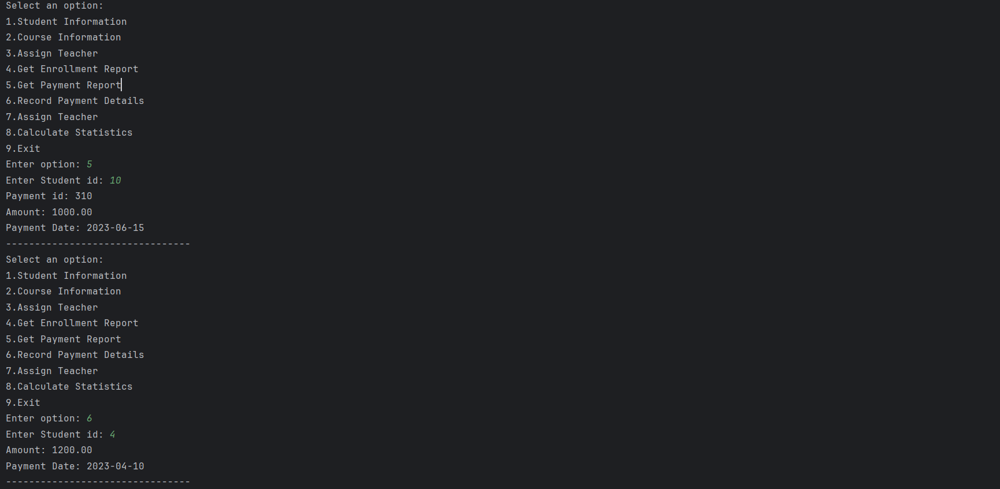 Select an option:
1.Student Information
2.Course Information
3.Assign Teacher
4.Get Enrollment Report
5.Get Payment Report
6.Record Payment Details
7.Assign Teacher
8.Calculate Statistics
9.Exit
Enter option: 5
Enter Student id: 10
Payment id: 310
Amount: 1000.00
Payment Date: 2023-06-15
--------------------------------
Select an option:
1.Student Information
2.Course Information
3.Assign Teacher
4.Get Enrollment Report
5.Get Payment Report
6.Record Payment Details
7.Assign Teacher
8.Calculate Statistics
9.Exit
Enter option: 6
Enter Student id: 4
Amount: 1200.00
Payment Date: 2023-04-10
--------------------------------